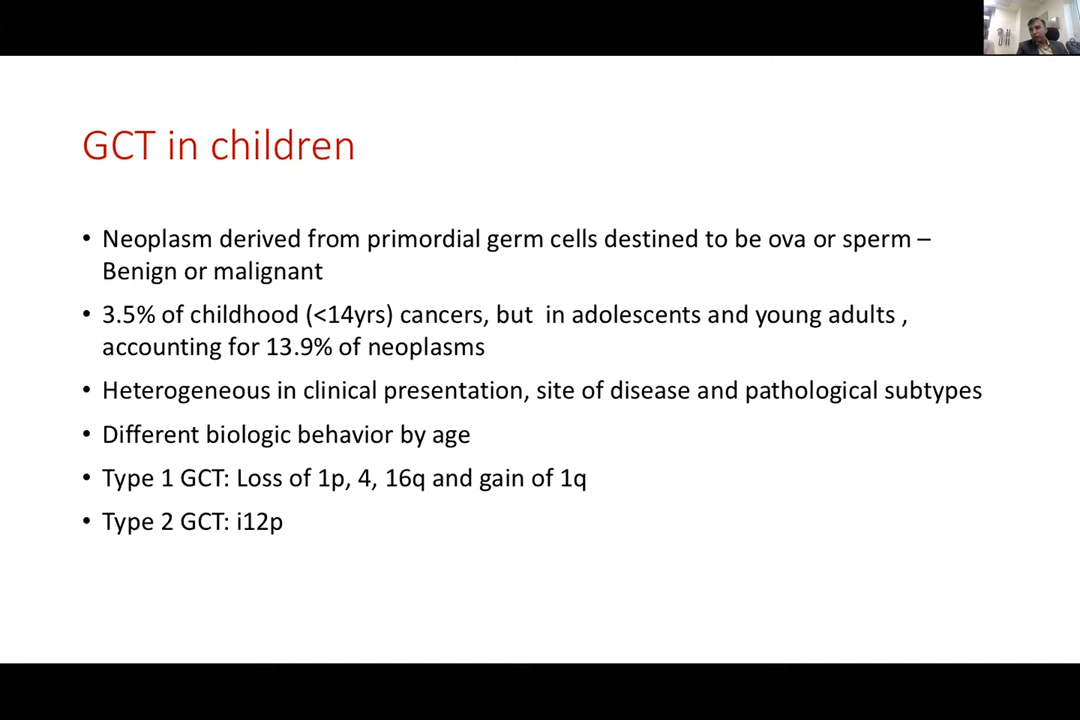 GCT in children
• Neoplasm derived from primordial germ cells destined to be ova or sperm –
Benign or malignant
• 3.5% of childhood (<14yrs) cancers, but  in adolescents and young adults ,
accounting for 13.9% of neoplasms
• Heterogeneous in clinical presentation, site of disease and pathological subtypes
• Different biologic behavior by age
• Type 1 GCT: Loss of 1p, 4, 16q and gain of 1q
• Type 2 GCT: i12p